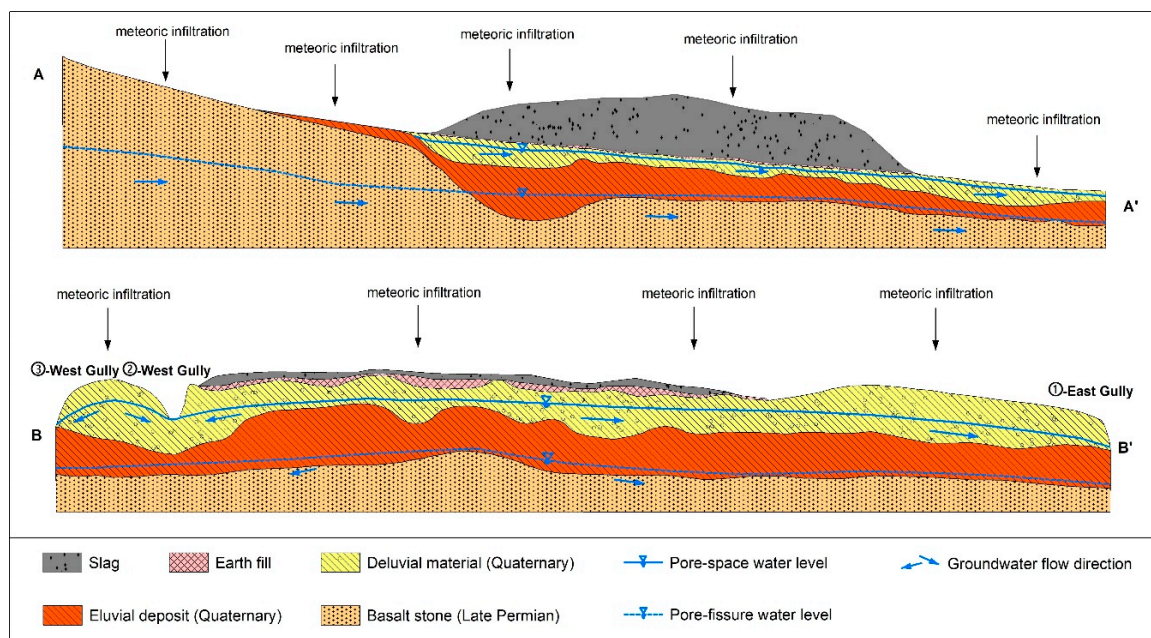 meteoric infiltration
meteoric infiltration
meteoric infiltration
meteoric infiltration
A
meteoric infiltration
A'
meteoric infiltration
meteoric infiltration
meteoric infiltration
meteoric infiltration
③-West Gully ②-West Gully
①-East Gully
B
B'
Slag
Earth fill
Deluvial material (Quaternary)
Pore-space water level
Groundwater flow direction
Eluvial deposit (Quaternary)
Basalt stone (Late Permian)
Pore-fissure water level